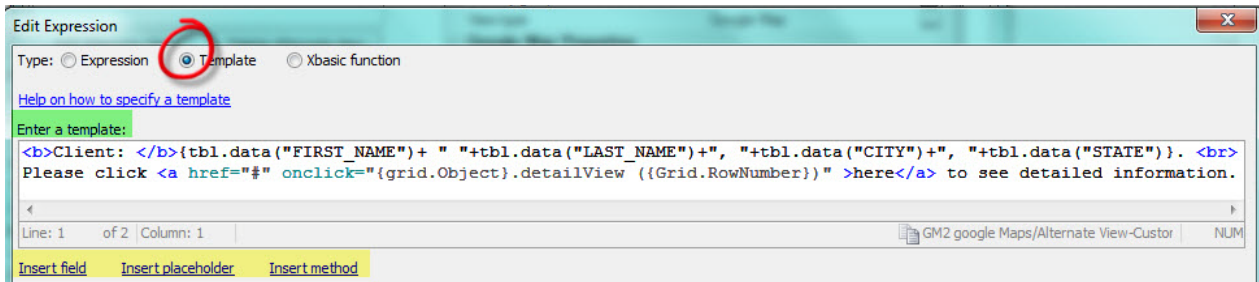 Edit Expression
Type: Expression Template Xbasic function
Help on how to specify a template
Enter a template:
<b>Client: </b>{tbl.data("FIRST_NAME")+ " "+tbl.data("LAST_NAME")+", "+tbl.data("CITY")+", "+tbl.data("STATE")}. <br>
Please click <a href="#" onclick="{grid.Object}.detailView ({Grid.RowNumber})" >here</a> to see detailed information.
Line: 1 of 2 Column: 1 GM2 google Maps/Alternate View-Custor NUM
Insert field Insert placeholder Insert method